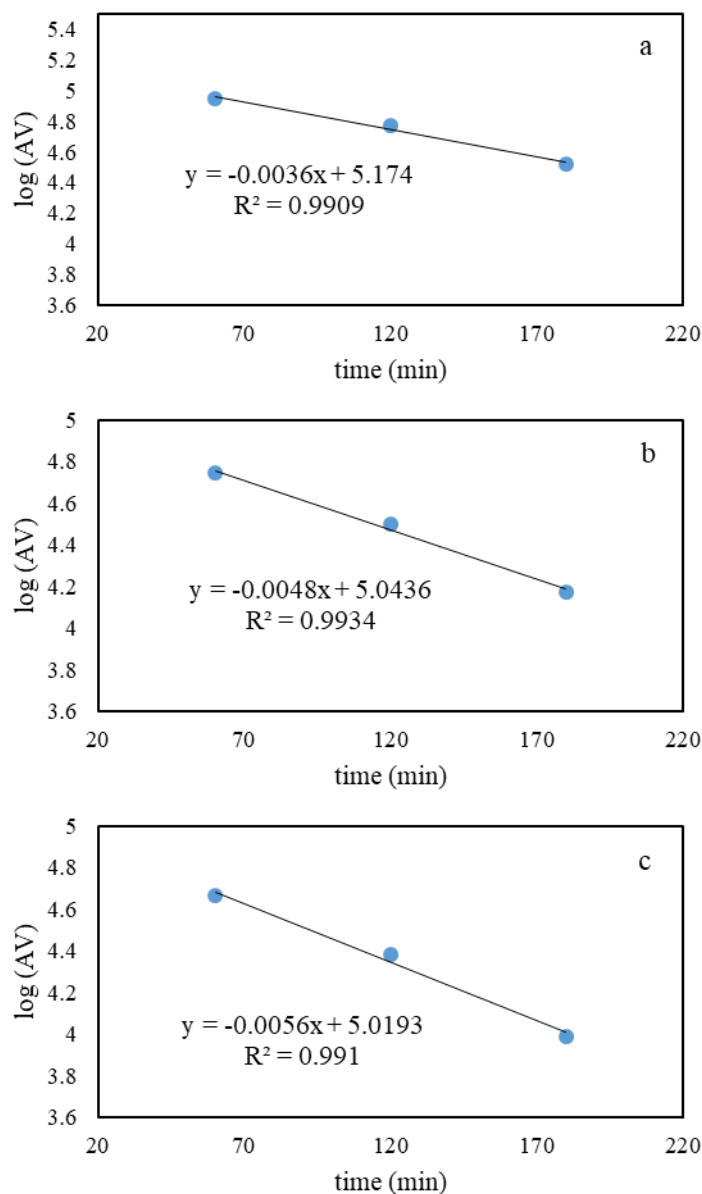 a
log (AV)
5.4
5.2
5
4.8
4.6
4.4
4.2
4
3.8
3.6
y = -0.0036x + 5.174
R² = 0.9909
20 70 120 170 220
time (min)
b
log (AV)
5
4.8
4.6
4.4
4.2
4
3.8
3.6
y = -0.0048x + 5.0436
R² = 0.9934
20 70 120 170 220
time (min)
c
log (AV)
5
4.8
4.6
4.4
4.2
4
3.8
3.6
y = -0.0056x + 5.0193
R² = 0.991
20 70 120 170 220
time (min)